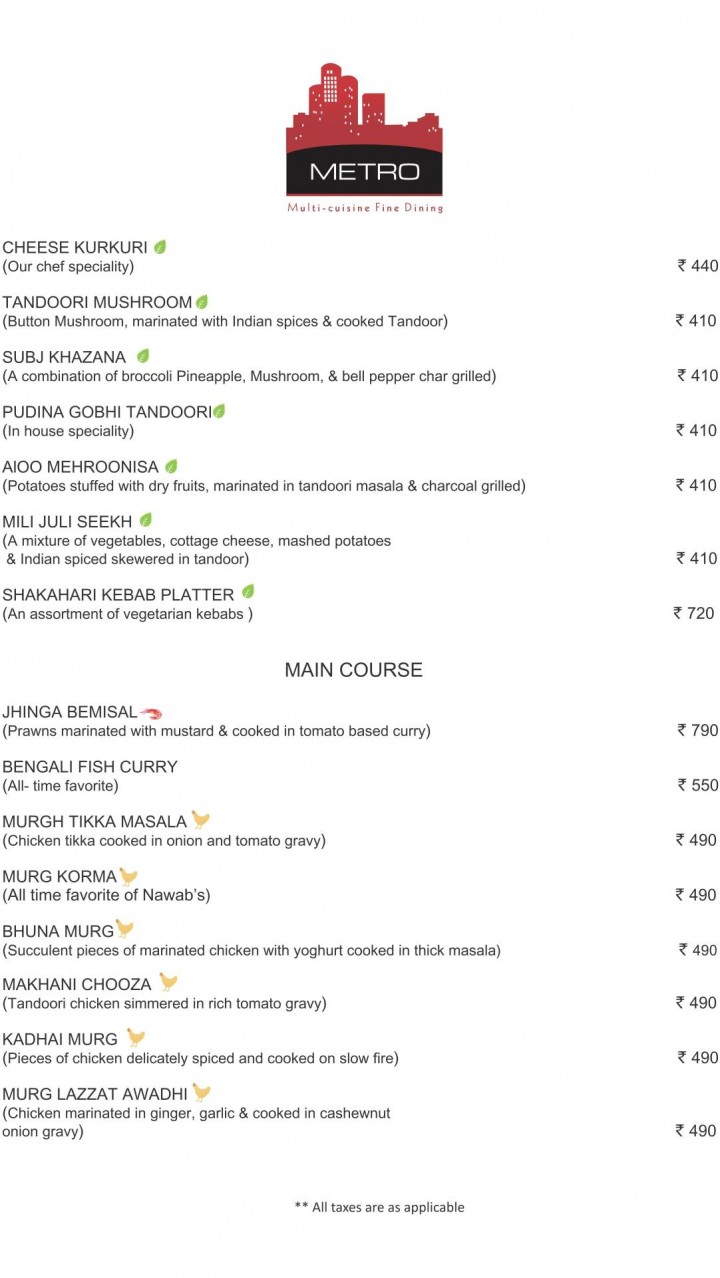 METRO
Multi-cuisine Fine Dining
CHEESE KURKURI
(Our chef speciality) ₹ 440
TANDOORI MUSHROOM
(Button Mushroom, marinated with Indian spices & cooked Tandoor) ₹ 410
SUBJ KHAZANA
(A combination of broccoli Pineapple, Mushroom, & bell pepper char grilled) ₹ 410
PUDINA GOBHI TANDOORI
(In house speciality) ₹ 410
AIOO MEHROONISA
(Potatoes stuffed with dry fruits, marinated in tandoori masala & charcoal grilled) ₹ 410
MILI JULI SEEKH
(A mixture of vegetables, cottage cheese, mashed potatoes
& Indian spiced skewered in tandoor) ₹ 410
SHAKAHARI KEBAB PLATTER
(An assortment of vegetarian kebabs ) ₹ 720
MAIN COURSE
JHINGA BEMISAL
(Prawns marinated with mustard & cooked in tomato based curry) ₹ 790
BENGALI FISH CURRY
(All- time favorite) ₹ 550
MURGH TIKKA MASALA
(Chicken tikka cooked in onion and tomato gravy) ₹ 490
MURG KORMA
(All time favorite of Nawab's) ₹ 490
BHUNA MURG
(Succulent pieces of marinated chicken with yoghurt cooked in thick masala) ₹ 490
MAKHANI CHOOZA
(Tandoori chicken simmered in rich tomato gravy) ₹ 490
KADHAI MURG
(Pieces of chicken delicately spiced and cooked on slow fire) ₹ 490
MURG LAZZAT AWADHI
(Chicken marinated in ginger, garlic & cooked in cashewnut
onion gravy) ₹ 490
** All taxes are as applicable